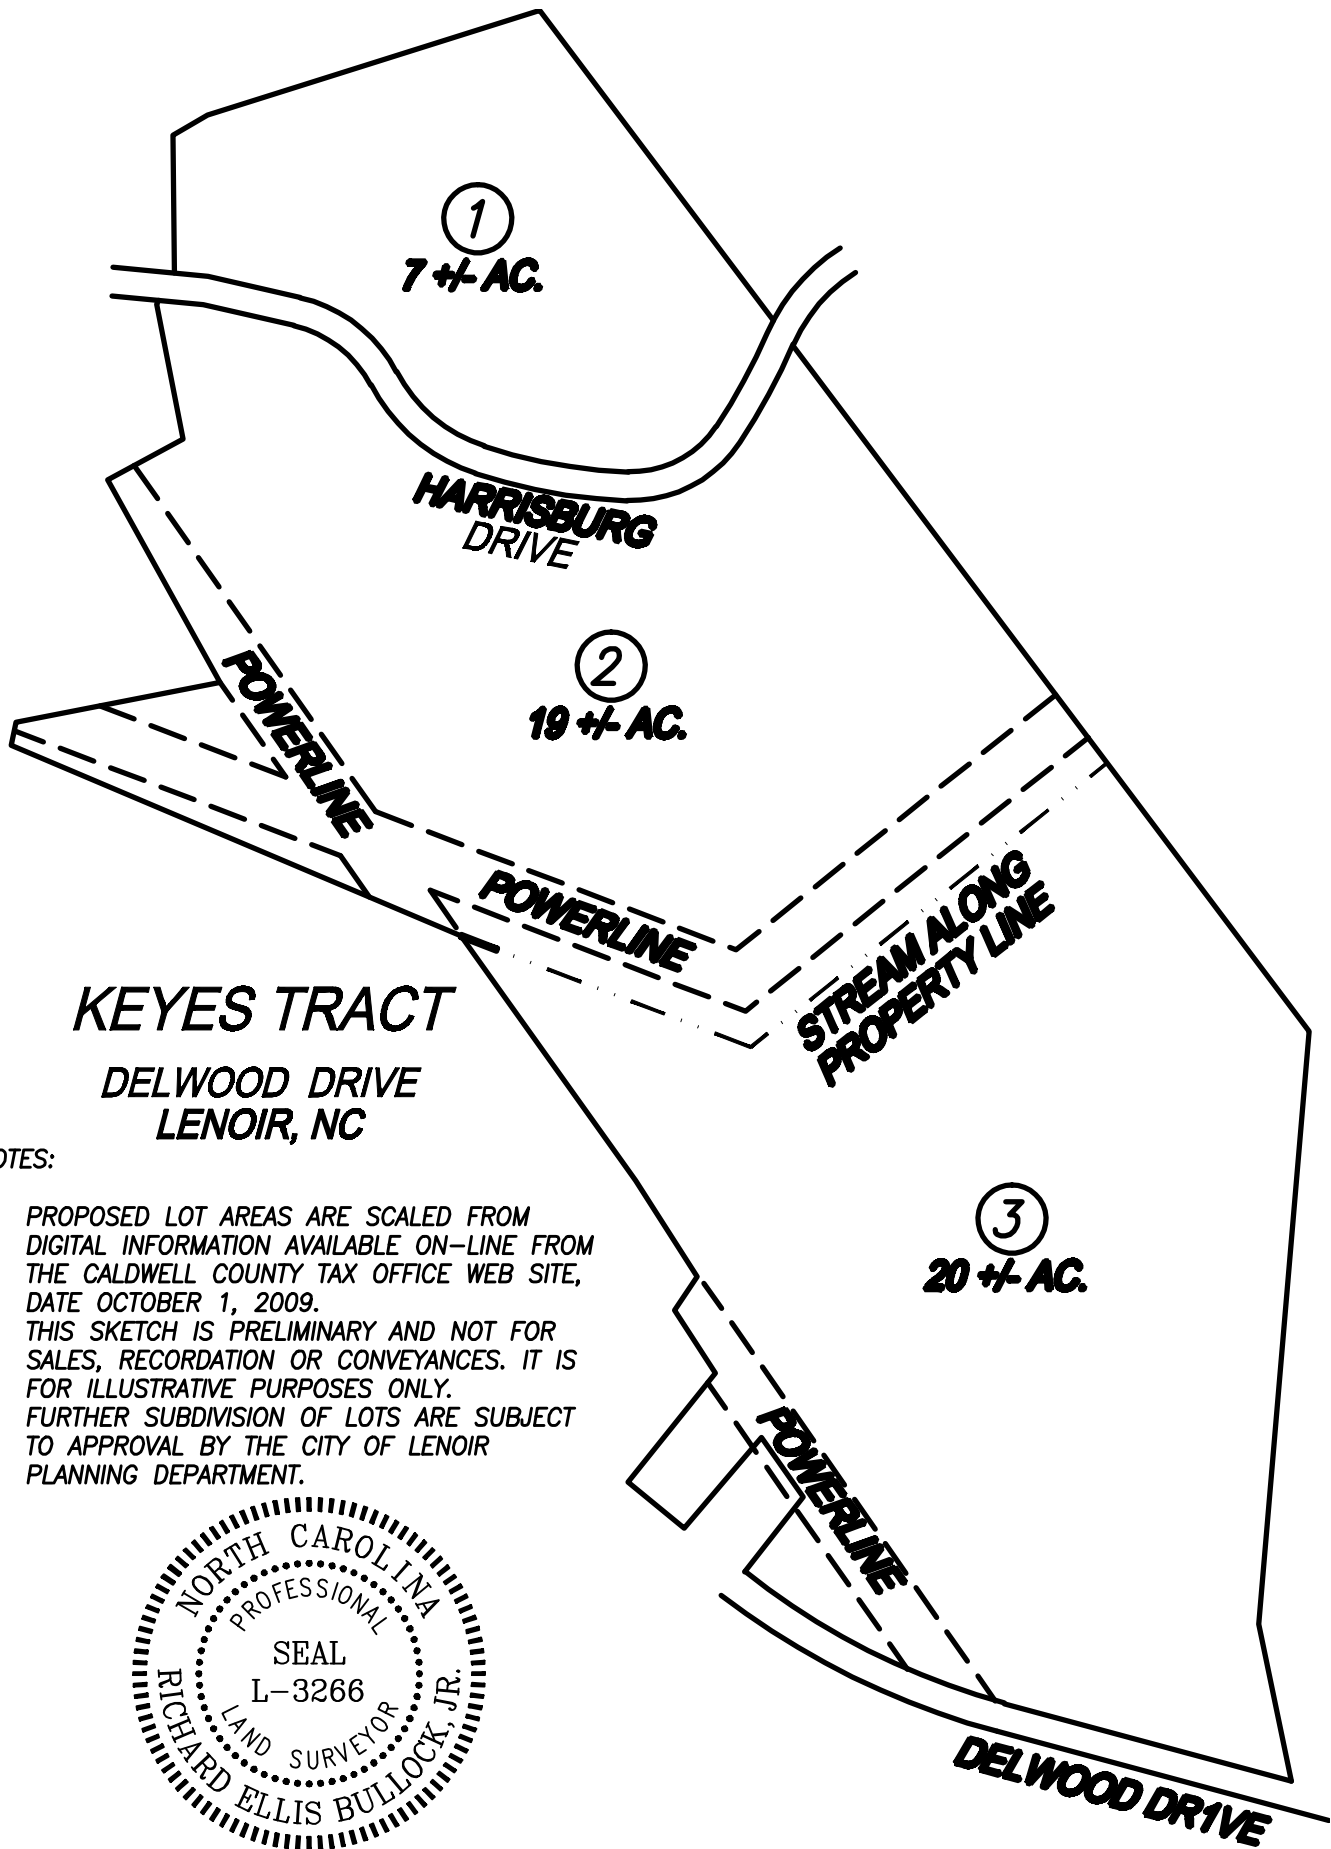 1
7 +/- AC.
HARRISBURG
DRIVE
2
19 +/- AC.
POWERLINE
POWERLINE
STREAM ALONG
PROPERTY LINE
KEYES TRACT
DELWOOD DRIVE
LENOIR, NC
OTES:
PROPOSED LOT AREAS ARE SCALED FROM
DIGITAL INFORMATION AVAILABLE ON-LINE FROM
THE CALDWELL COUNTY TAX OFFICE WEB SITE,
DATE OCTOBER 1, 2009.
THIS SKETCH IS PRELIMINARY AND NOT FOR
SALES, RECORDATION OR CONVEYANCES. IT IS
FOR ILLUSTRATIVE PURPOSES ONLY.
FURTHER SUBDIVISION OF LOTS ARE SUBJECT
TO APPROVAL BY THE CITY OF LENOIR
PLANNING DEPARTMENT.
3
20 +/- AC.
POWERLINE
NORTH CAROLINA
PROFESSIONAL
SEAL
L-3266
LAND SURVEYOR
RICHARD ELLIS BULLOCK, JR.
DELWOOD DR1VE